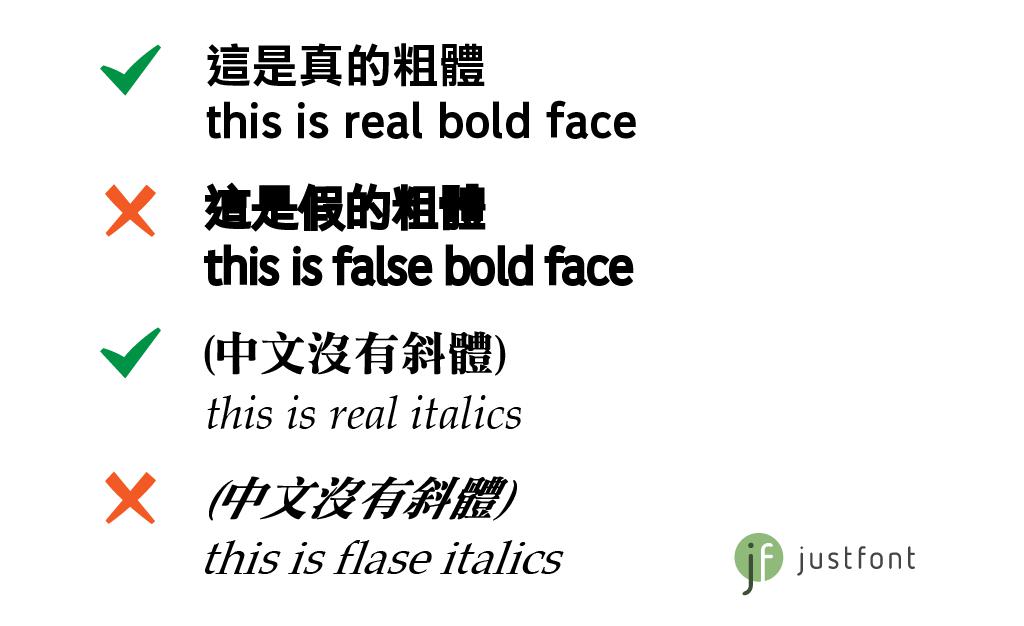 這是真的粗體
this is real bold face
這是假的粗體
this is false bold face
(中文沒有斜體)
this is real italics
(中文沒有斜體)
this is flase italics
jf justfont